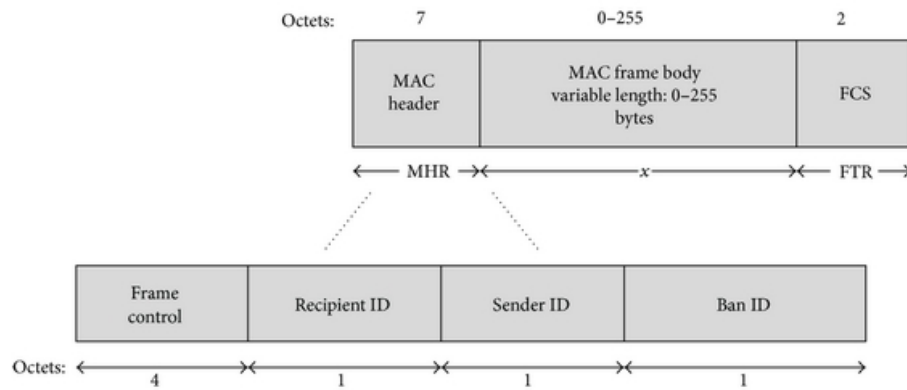 Octets: 7 0–255 2
MAC
header
MAC frame body
variable length: 0–255
bytes
FCS
MHR x FTR
Frame
control
Recipient ID
Sender ID
Ban ID
Octets: 4 1 1 1